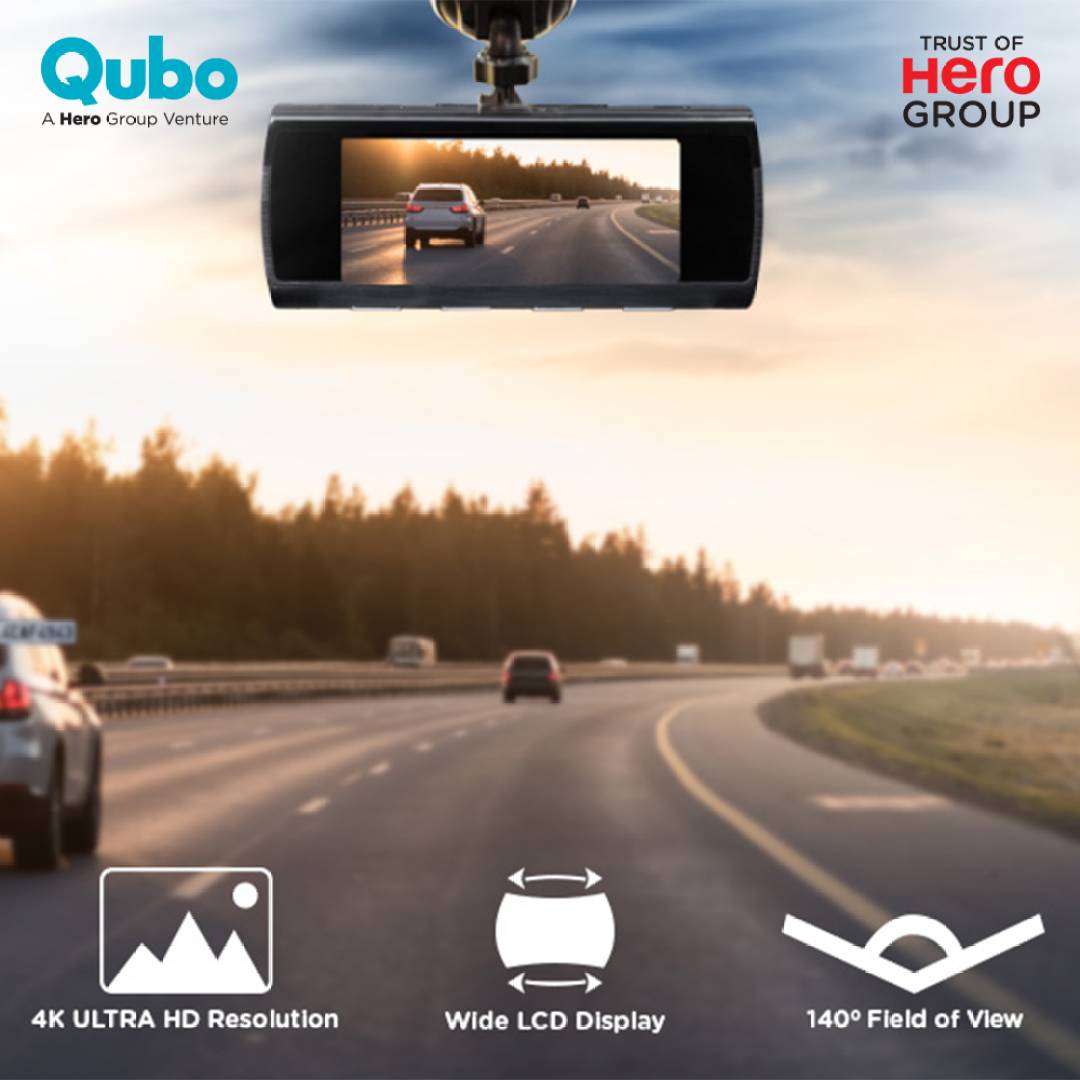 Qubo
A Hero Group Venture
TRUST OF
Hero
GROUP
4K ULTRA HD Resolution
Wide LCD Display
140° Field of View